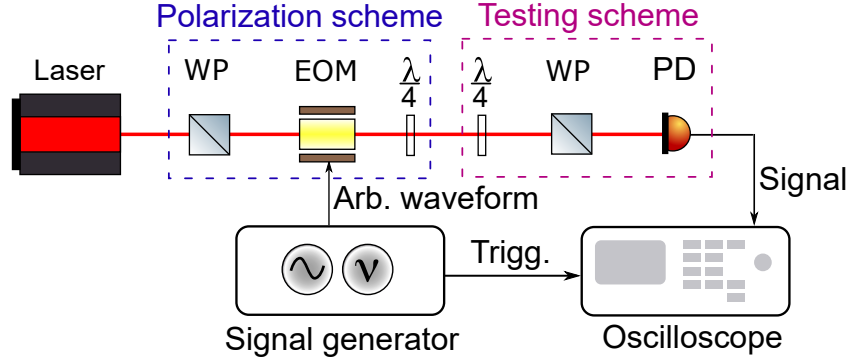 Polarization scheme
Testing scheme
Laser
WP
EOM
λ/4
λ/4
WP
PD
Arb. waveform
Signal
ν
Trigg.
Signal generator
Oscilloscope